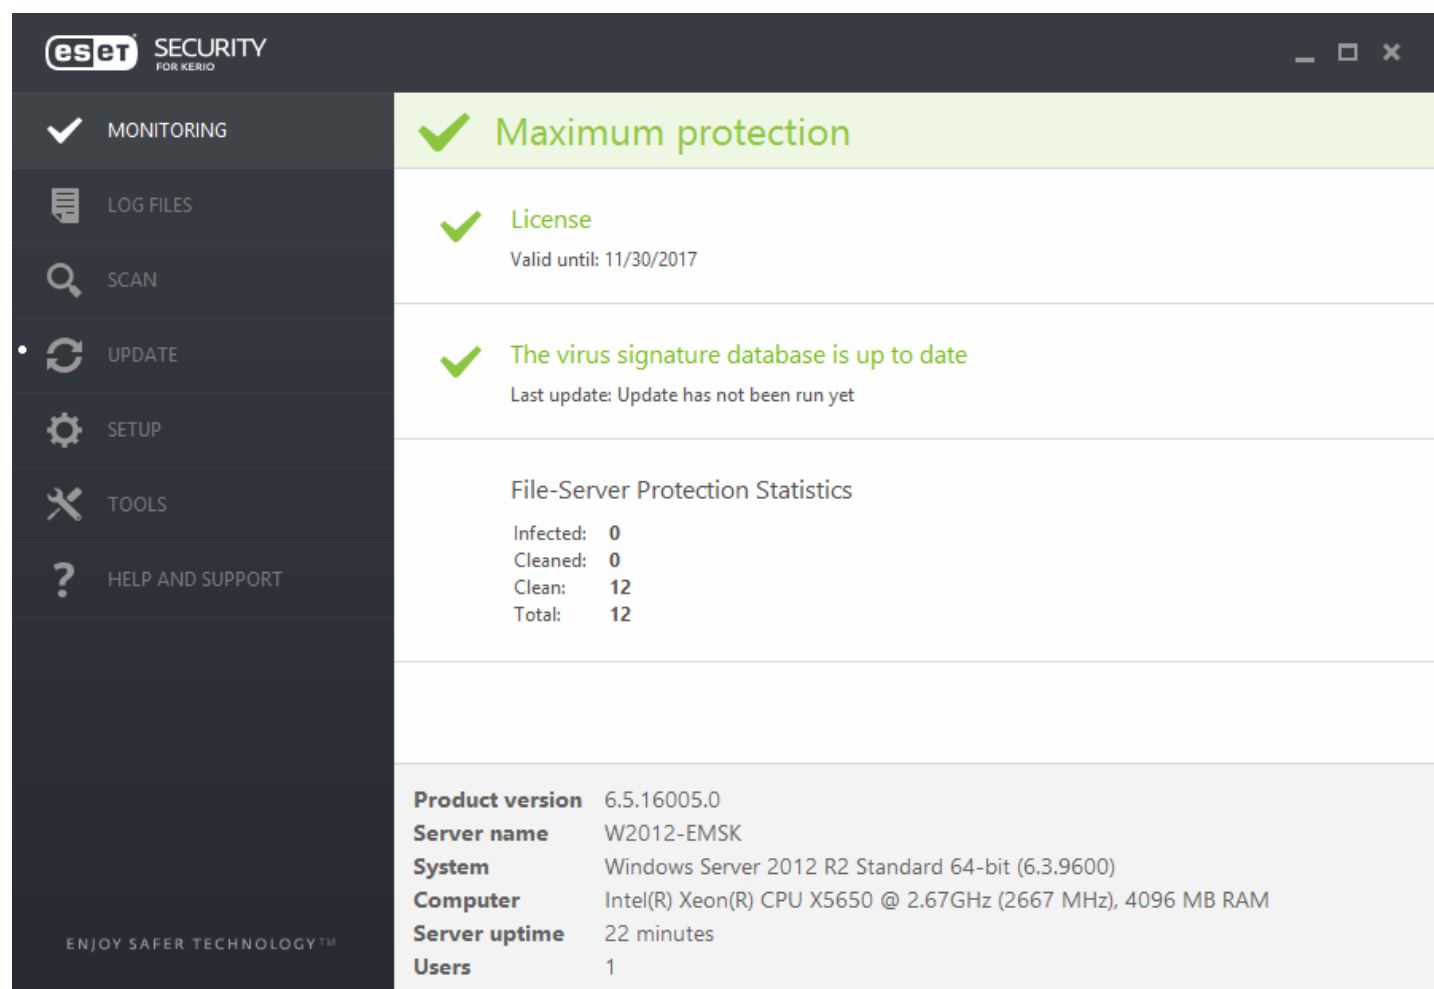 eset SECURITY
FOR KERIO
MONITORING
LOG FILES
SCAN
UPDATE
SETUP
TOOLS
HELP AND SUPPORT
ENJOY SAFER TECHNOLOGY™
Maximum protection
License
Valid until: 11/30/2017
The virus signature database is up to date
Last update: Update has not been run yet
File-Server Protection Statistics
Infected: 0
Cleaned: 0
Clean: 12
Total: 12
Product version 6.5.16005.0
Server name W2012-EMSK
System Windows Server 2012 R2 Standard 64-bit (6.3.9600)
Computer Intel(R) Xeon(R) CPU X5650 @ 2.67GHz (2667 MHz), 4096 MB RAM
Server uptime 22 minutes
Users 1